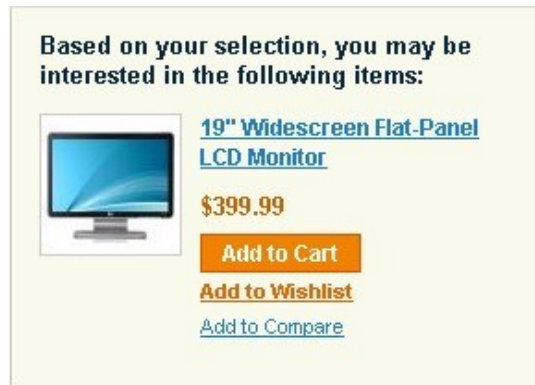 Based on your selection, you may be
interested in the following items:
19" Widescreen Flat-Panel
LCD Monitor
$399.99
Add to Cart
Add to Wishlist
Add to Compare